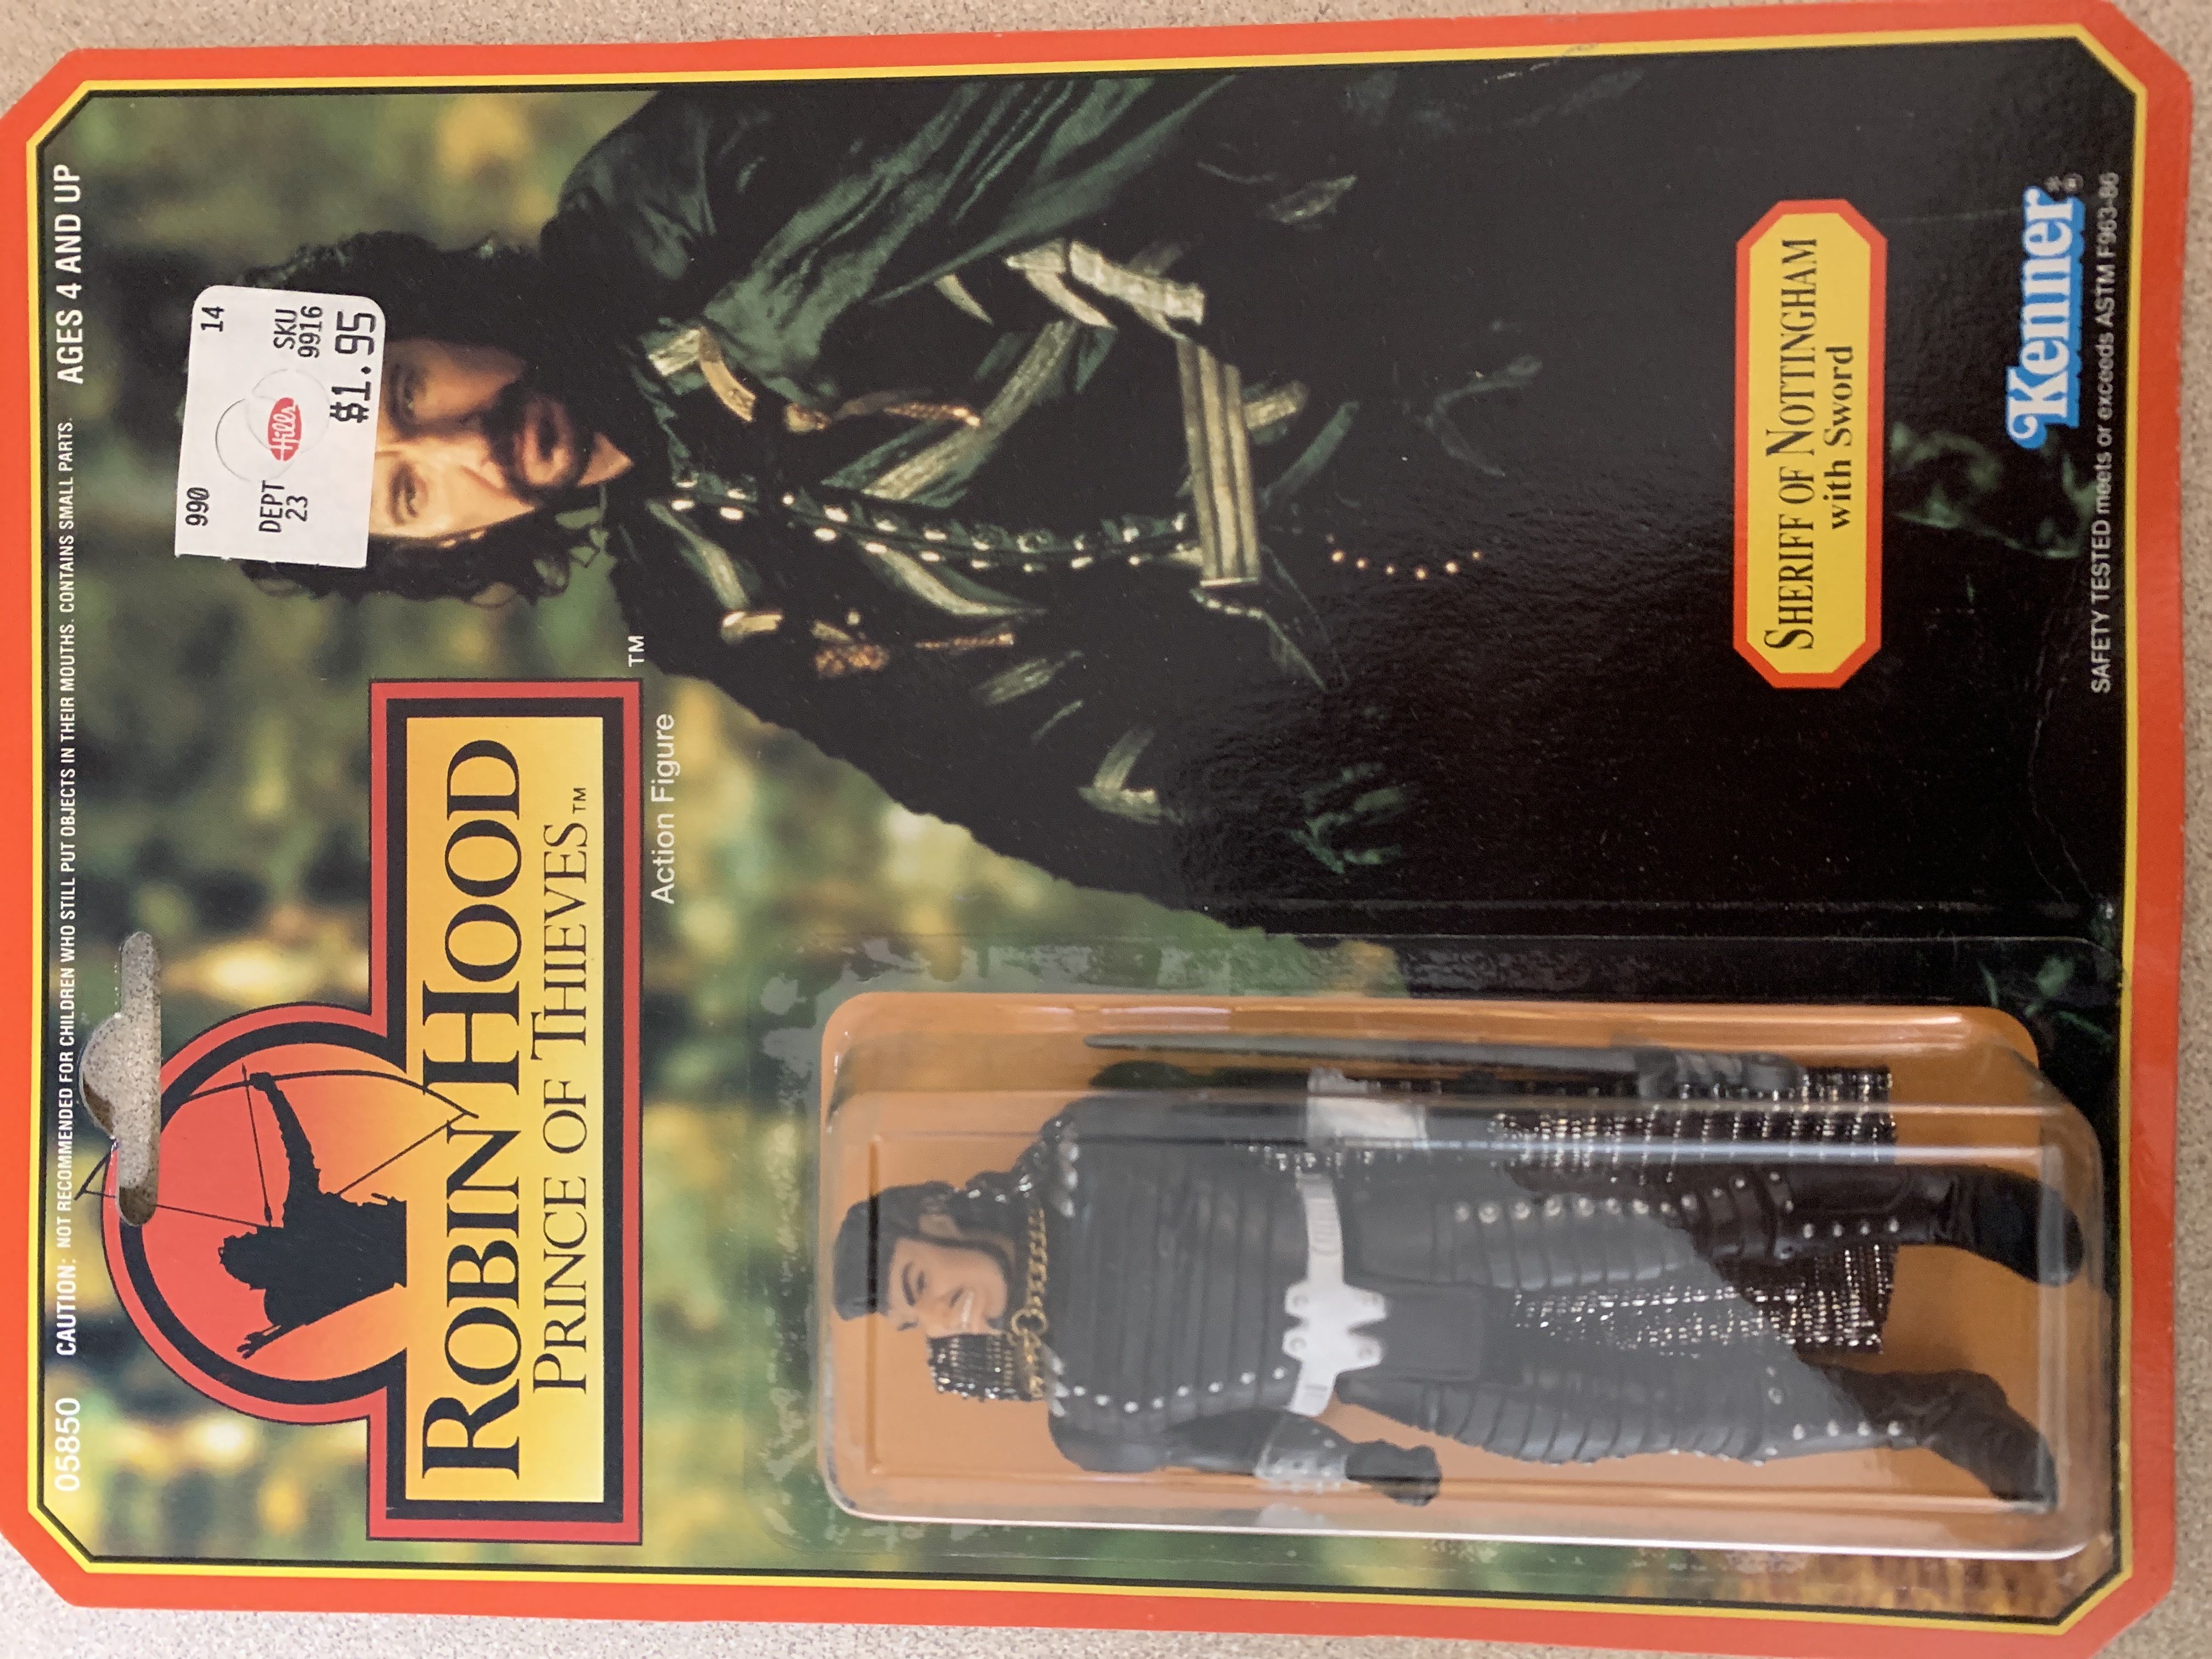 05850 CAUTION: NOT RECOMMENDED FOR CHILDREN WHO STILL PUT OBJECTS IN THEIR MOUTHS. CONTAINS SMALL PARTS. AGES 4 AND UP
990 14
Hills
DEPT SKU
23 9916
$1.95
ROBIN HOOD
PRINCE OF THIEVES™
TM
Action Figure
SHERIFF OF NOTTINGHAM
with Sword
Kenner®
SAFETY TESTED meets or exceeds ASTM F963-86